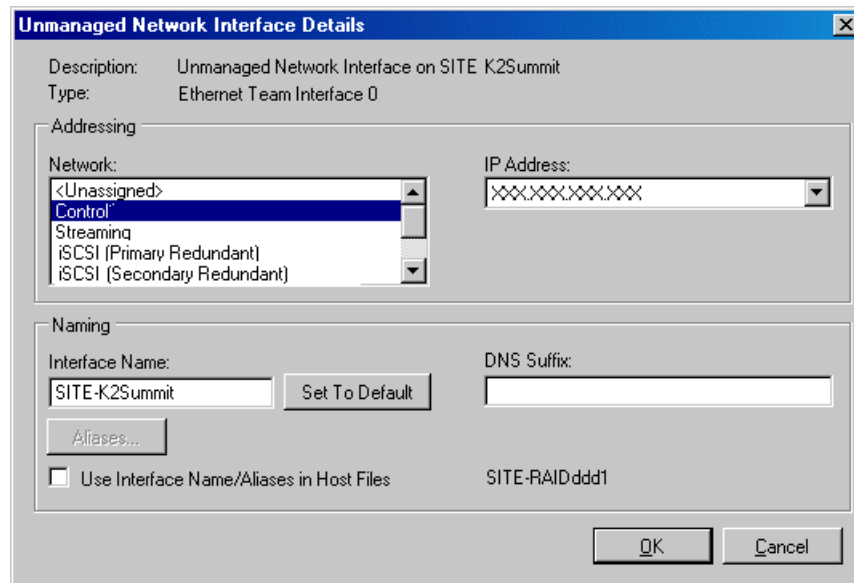 Unmanaged Network Interface Details
Description: Unmanaged Network Interface on SITE K2Summit
Type: Ethernet Team Interface 0
Addressing
Network:
IP Address:
<Unassigned>
XXX.XXX.XXX.XXX
Control
Streaming
iSCSI (Primary Redundant)
iSCSI (Secondary Redundant)
Naming
Interface Name:
DNS Suffix:
SITE-K2Summit
Set To Default
Aliases...
Use Interface Name/Aliases in Host Files
SITE-RAIDddd1
OK
Cancel